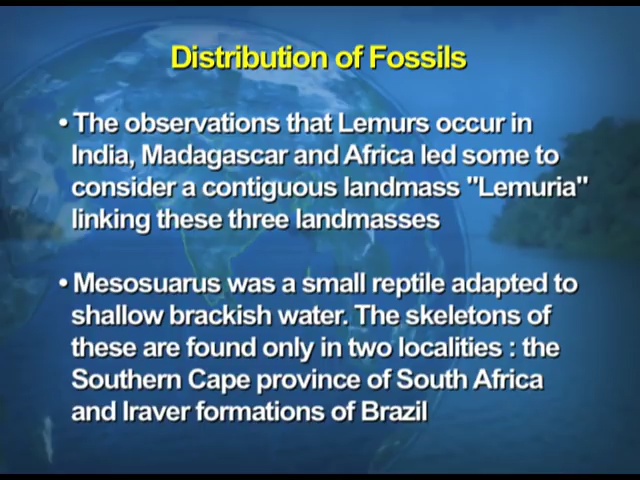 Distribution of Fossils
• The observations that Lemurs occur in
India, Madagascar and Africa led some to
consider a contiguous landmass "Lemuria"
linking these three landmasses
• Mesosuarus was a small reptile adapted to
shallow brackish water. The skeletons of
these are found only in two localities : the
Southern Cape province of South Africa
and Iraver formations of Brazil